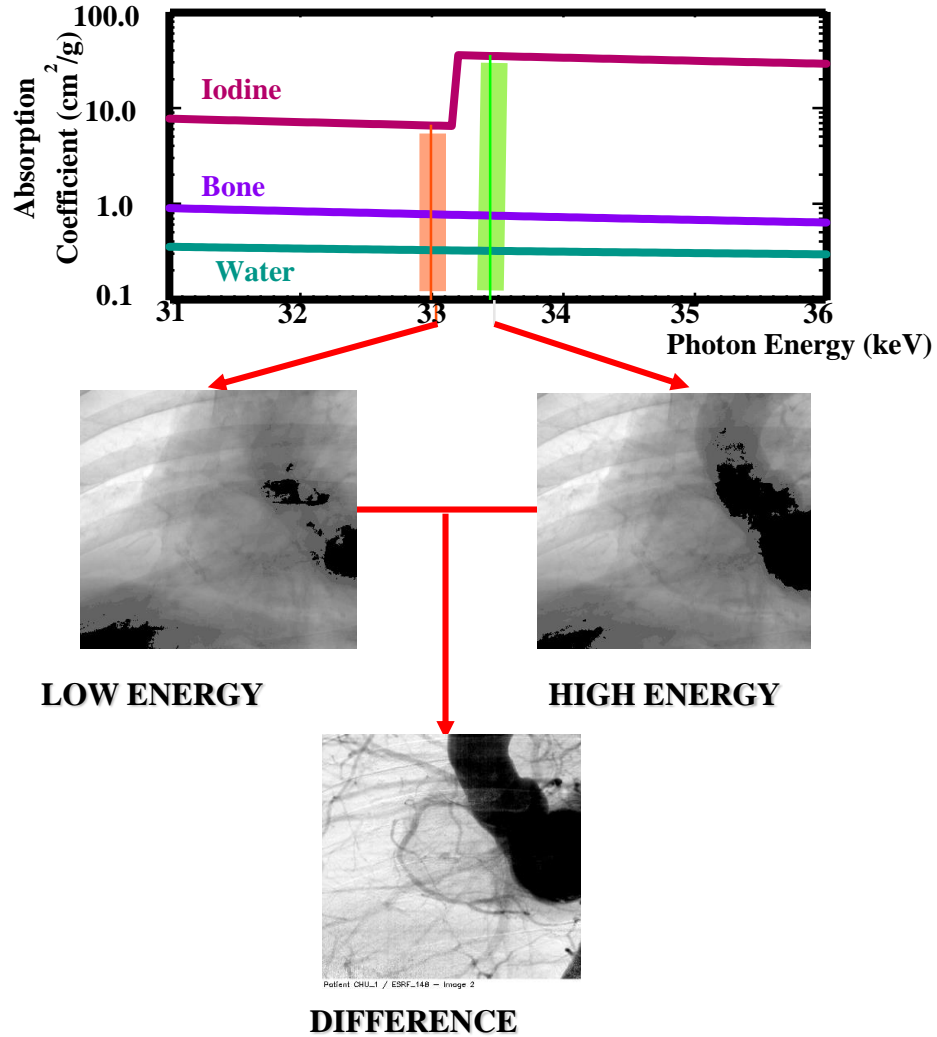 100.0
10.0
1.0
0.1
Absorption
Coefficient (cm²/g)
Iodine
Bone
Water
31 32 33 34 35 36
Photon Energy (keV)
LOW ENERGY
HIGH ENERGY
Patient CHU_1 / ESRF_148 — Image 2
DIFFERENCE